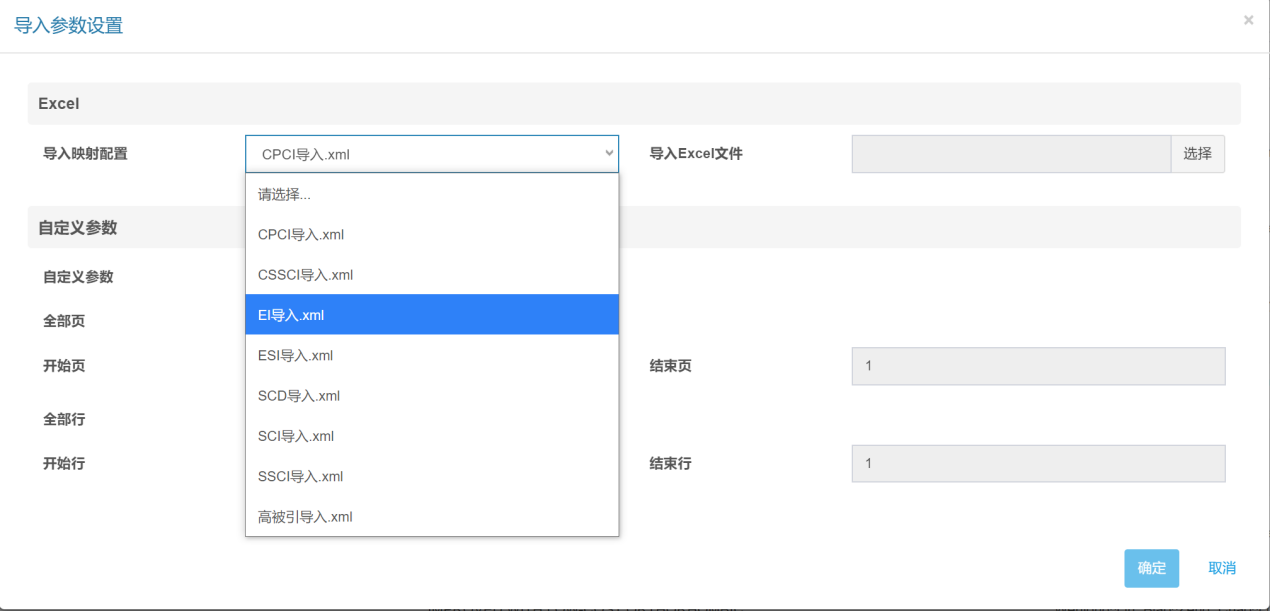 导入参数设置
×
Excel
导入映射配置
CPCI导入.xml
导入Excel文件
选择
请选择...
CPCI导入.xml
CSSCI导入.xml
EI导入.xml
ESI导入.xml
SCD导入.xml
SCI导入.xml
SSCI导入.xml
高被引导入.xml
自定义参数
自定义参数
全部页
开始页
结束页
1
全部行
开始行
结束行
1
确定
取消